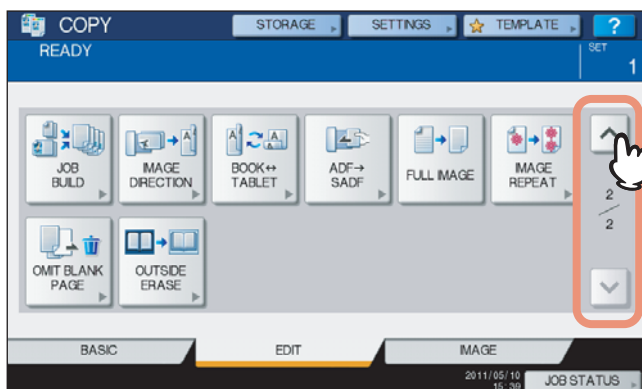 COPY
STORAGE
SETTINGS
TEMPLATE
?
READY
SET
1
JOB
BUILD
IMAGE
DIRECTION
A
BOOK↔
TABLET
A
A
ADF→
SADF
FULL IMAGE
IMAGE
REPEAT
2
2
OMIT BLANK
PAGE
OUTSIDE
ERASE
BASIC
EDIT
IMAGE
2011/05/10
15:39
JOB STATUS